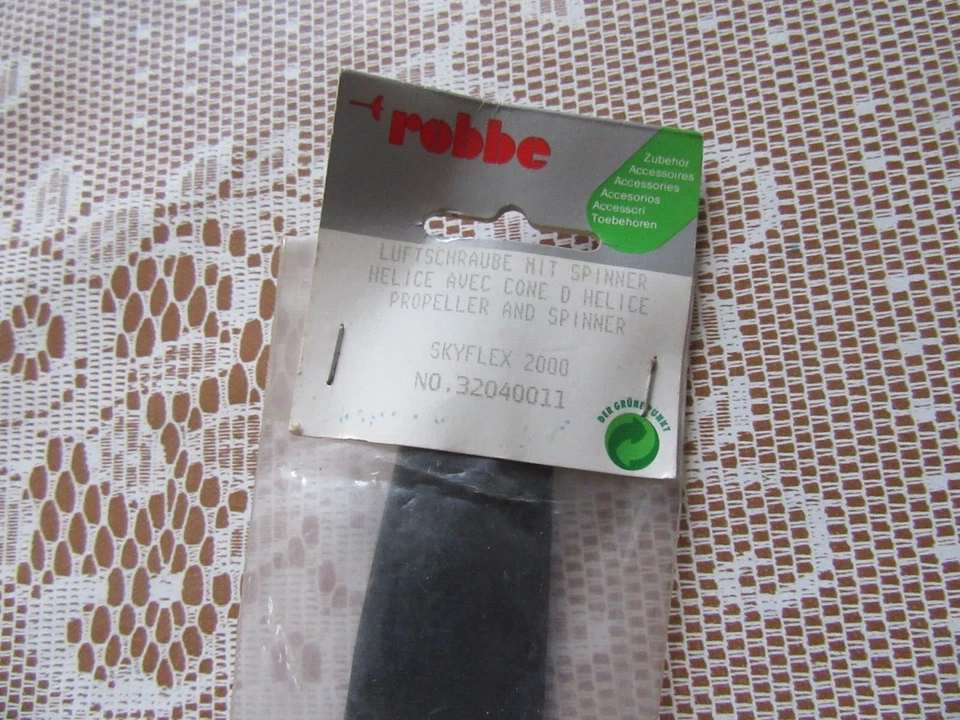 robbe
Zubehör
Accessoires
Accessories
Accesorios
Accessori
Toebehoren
LUFTSCHRAUBE MIT SPINNER
HELICE AVEC CONE D HELICE
PROPELLER AND SPINNER
SKYFLEX 2000
NO.32040011
DER GRÜNE PUNKT